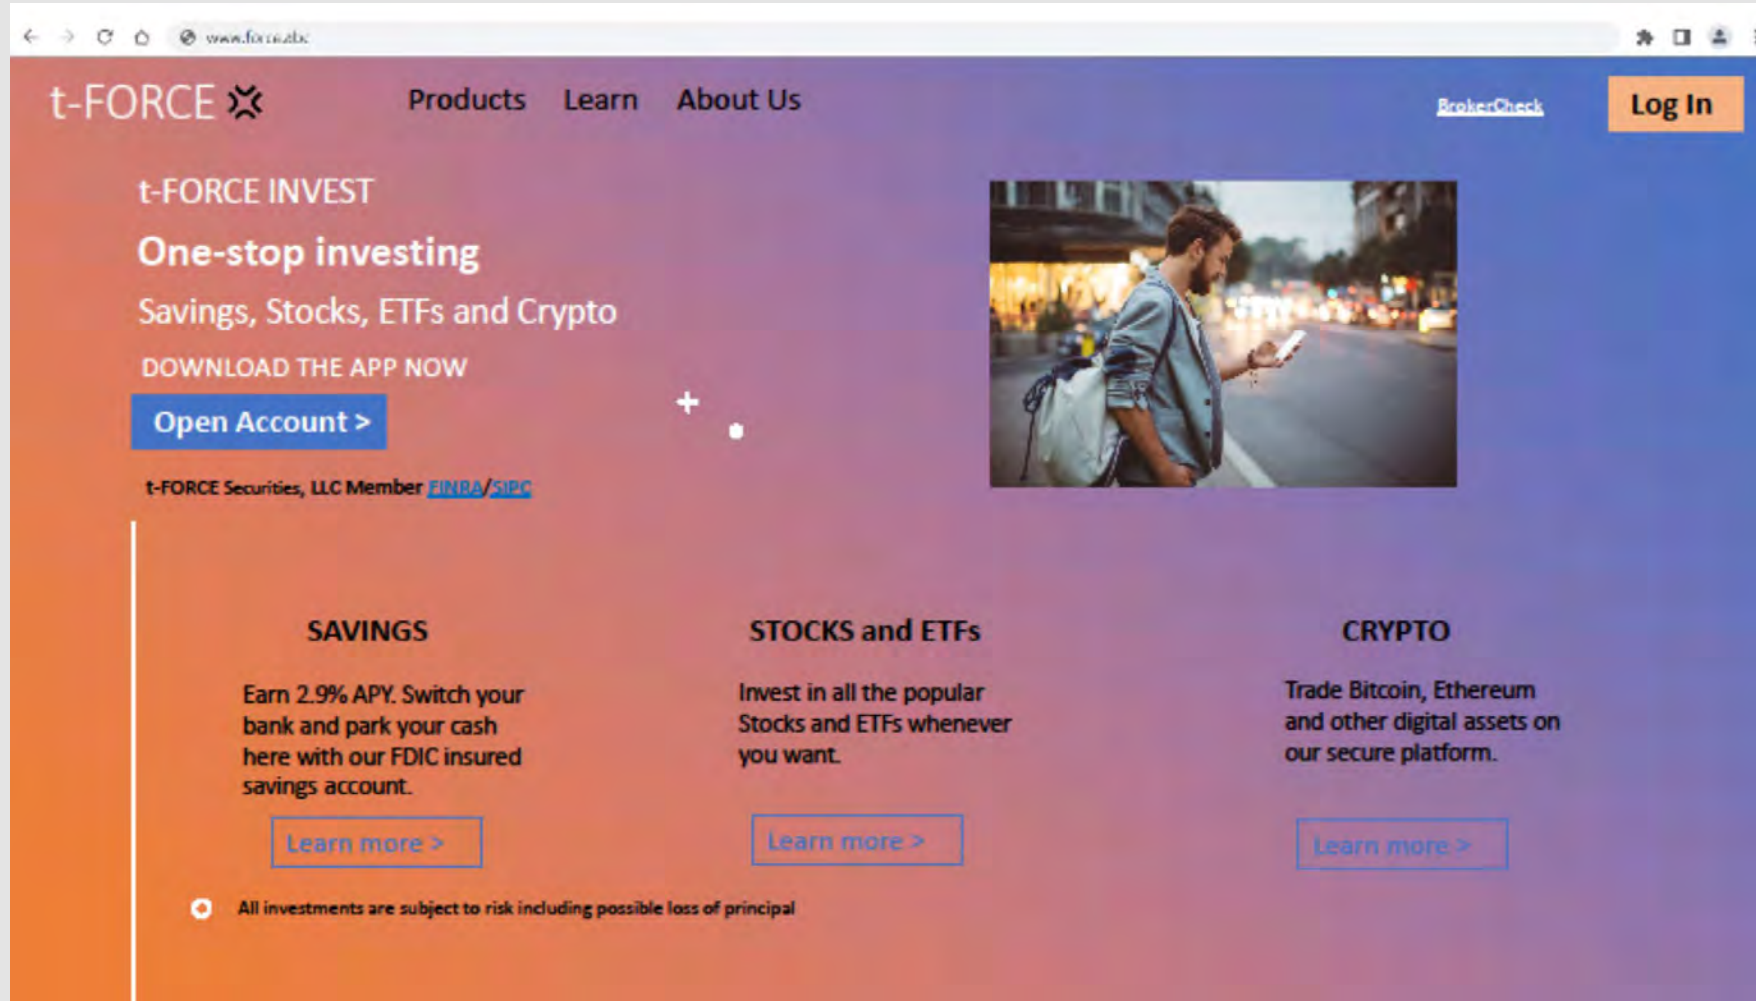 www.force.abc
t-FORCE
Products Learn About Us
BrokerCheck
Log In
t-FORCE INVEST
One-stop investing
Savings, Stocks, ETFs and Crypto
DOWNLOAD THE APP NOW
Open Account >
t-FORCE Securities, LLC Member FINRA/SIPC
SAVINGS
Earn 2.9% APY. Switch your
bank and park your cash
here with our FDIC insured
savings account.
Learn more >
STOCKS and ETFs
Invest in all the popular
Stocks and ETFs whenever
you want.
Learn more >
CRYPTO
Trade Bitcoin, Ethereum
and other digital assets on
our secure platform.
Learn more >
All investments are subject to risk including possible loss of principal